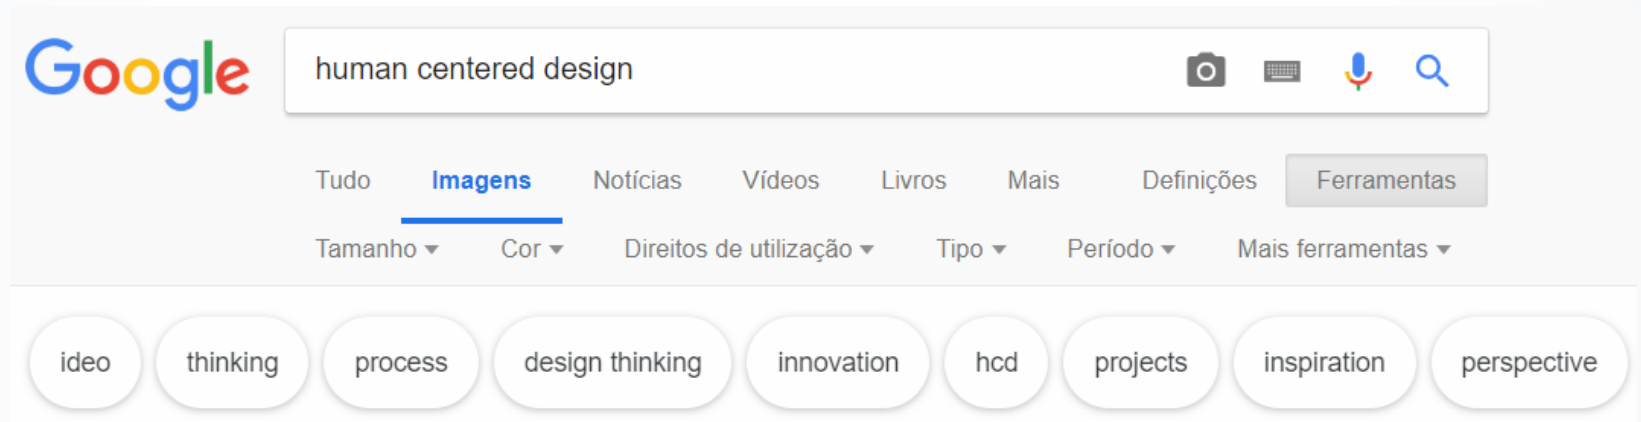 Google human centered design
Tudo Imagens Notícias Vídeos Livros Mais Definições Ferramentas
Tamanho Cor Direitos de utilização Tipo Período Mais ferramentas
ideo thinking process design thinking innovation hcd projects inspiration perspective